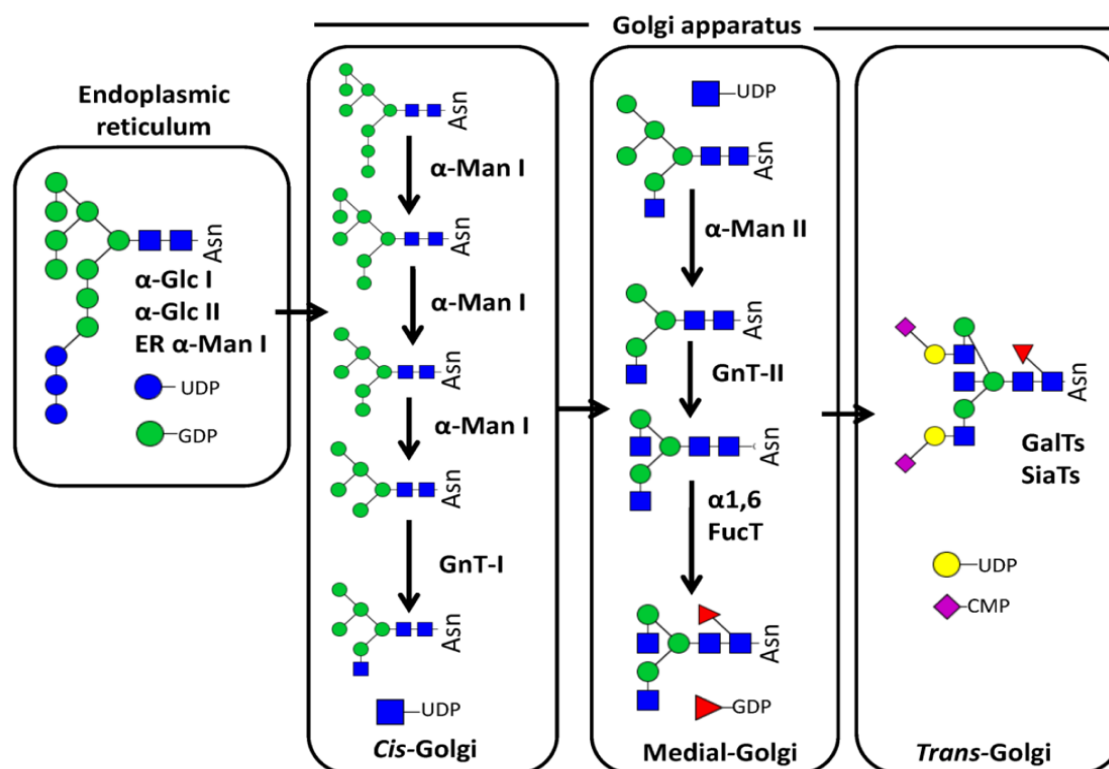 Golgi apparatus
Endoplasmic
reticulum
Asn
α-Glc I
α-Glc II
ER α-Man I
UDP
GDP
Asn
α-Man I
Asn
α-Man I
Asn
α-Man I
Asn
GnT-I
Asn
UDP
Cis-Golgi
UDP
Asn
α-Man II
Asn
GnT-II
Asn
α1,6
FucT
Asn
GDP
Medial-Golgi
Asn
GalTs
SiaTs
UDP
CMP
Trans-Golgi